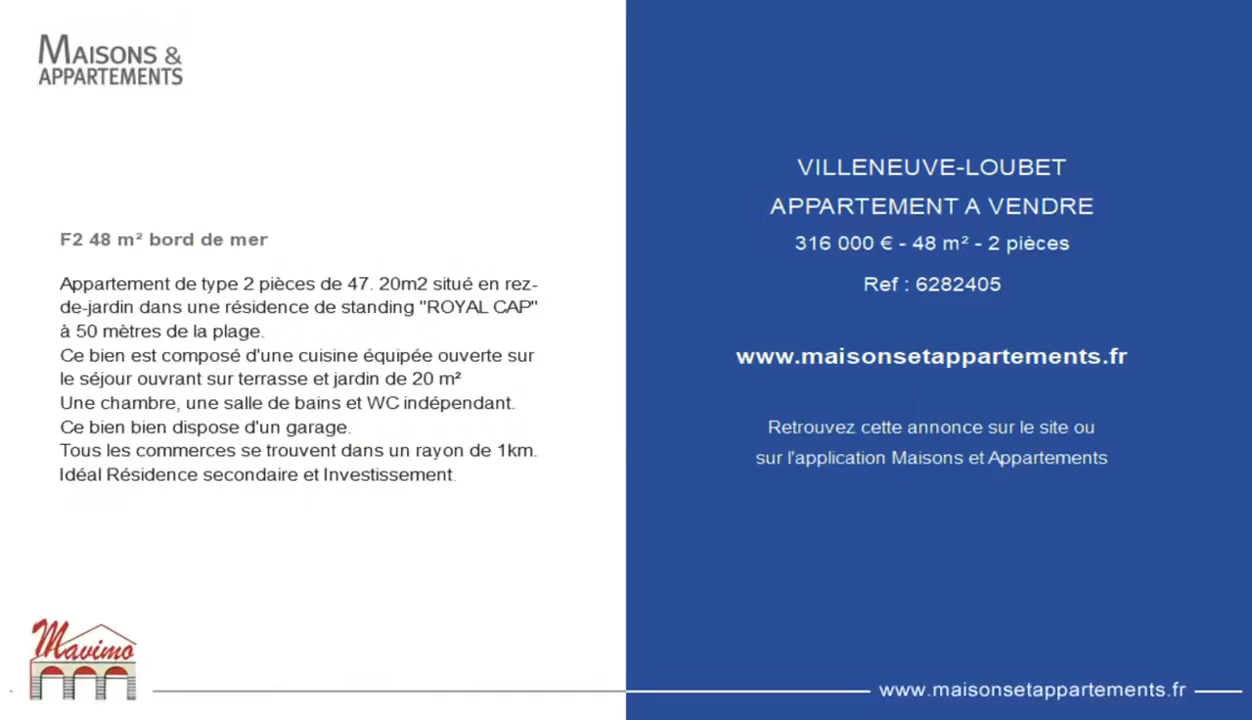 MAISONS &
APPARTEMENTS
F2 48 m² bord de mer
Appartement de type 2 pièces de 47. 20m2 situé en rez-
de-jardin dans une résidence de standing "ROYAL CAP"
à 50 mètres de la plage.
Ce bien est composé d'une cuisine équipée ouverte sur
le séjour ouvrant sur terrasse et jardin de 20 m²
Une chambre, une salle de bains et WC indépendant.
Ce bien bien dispose d'un garage.
Tous les commerces se trouvent dans un rayon de 1km.
Idéal Résidence secondaire et Investissement.
Mavimo
VILLENEUVE-LOUBET
APPARTEMENT A VENDRE
316 000 € - 48 m² - 2 pièces
Ref : 6282405
www.maisonsetappartements.fr
Retrouvez cette annonce sur le site ou
sur l'application Maisons et Appartements
www.maisonsetappartements.fr